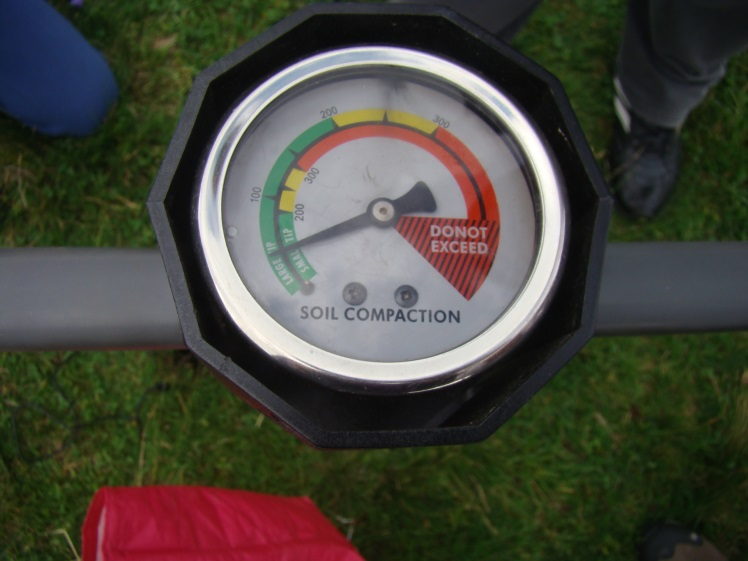 200
300
100
300
200
LARGE TIP
SMALL TIP
DONOT
EXCEED
SOIL COMPACTION